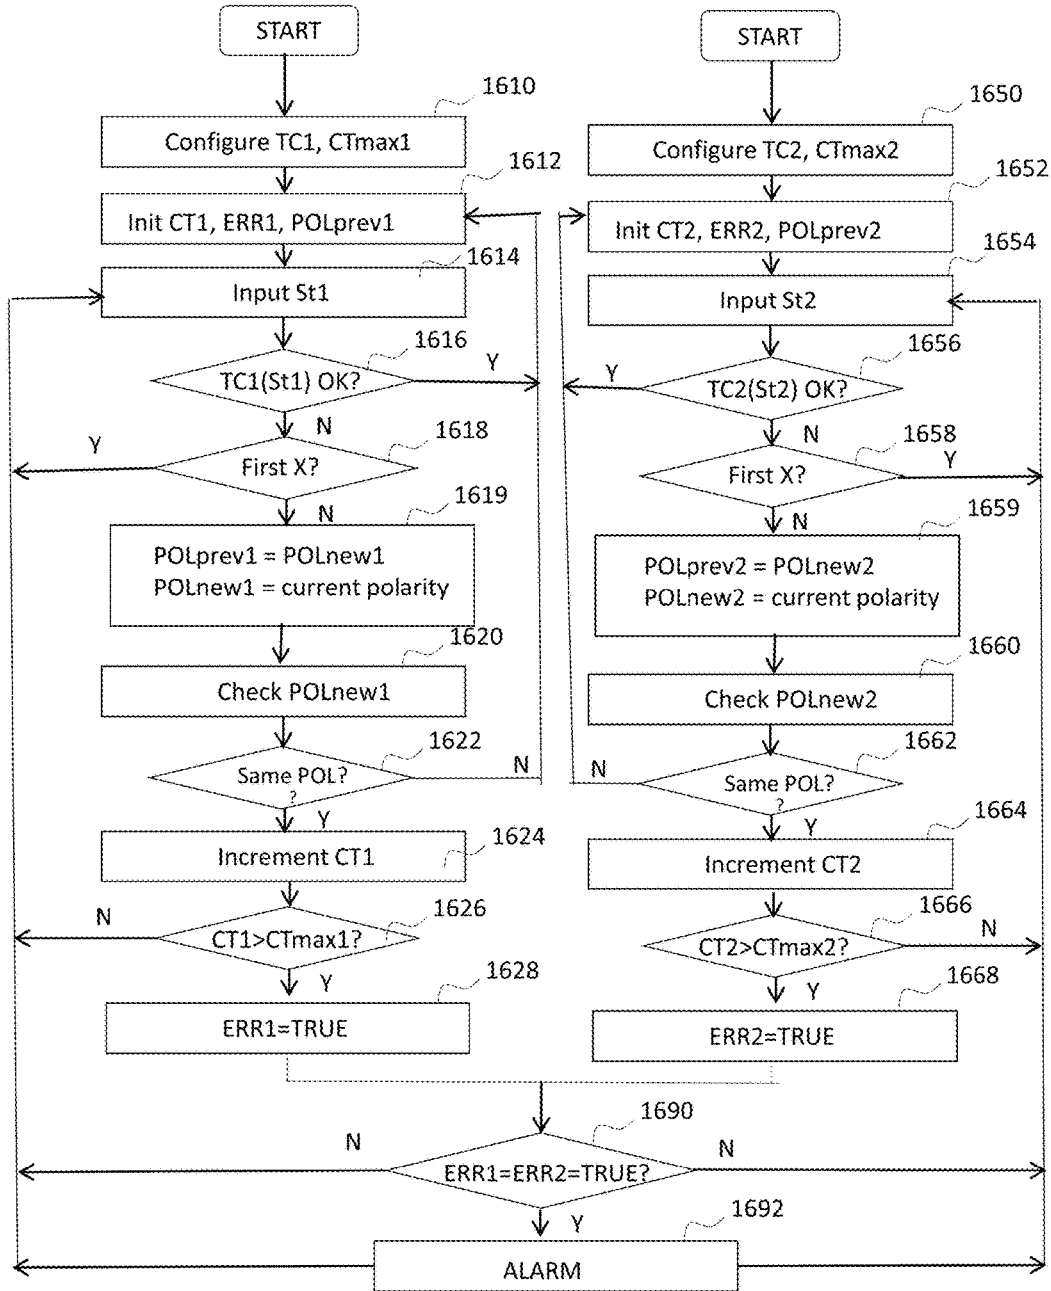 START
1610
Configure TC1, CTmax1
1612
Init CT1, ERR1, POLprev1
1614
Input St1
1616
TC1(St1) OK?
Y
N
1618
Y
First X?
1619
N
POLprev1 = POLnew1
POLnew1 = current polarity
1620
Check POLnew1
1622
Same POL?
?
N
Y
1624
Increment CT1
1626
N
CT1>CTmax1?
Y
1628
ERR1=TRUE
START
1650
Configure TC2, CTmax2
1652
Init CT2, ERR2, POLprev2
1654
Input St2
1656
Y
TC2(St2) OK?
N
1658
First X?
Y
1659
N
POLprev2 = POLnew2
POLnew2 = current polarity
1660
Check POLnew2
1662
N
Same POL?
?
Y
1664
Increment CT2
1666
CT2>CTmax2?
N
Y
1668
ERR2=TRUE
1690
N
ERR1=ERR2=TRUE?
N
Y
1692
ALARM